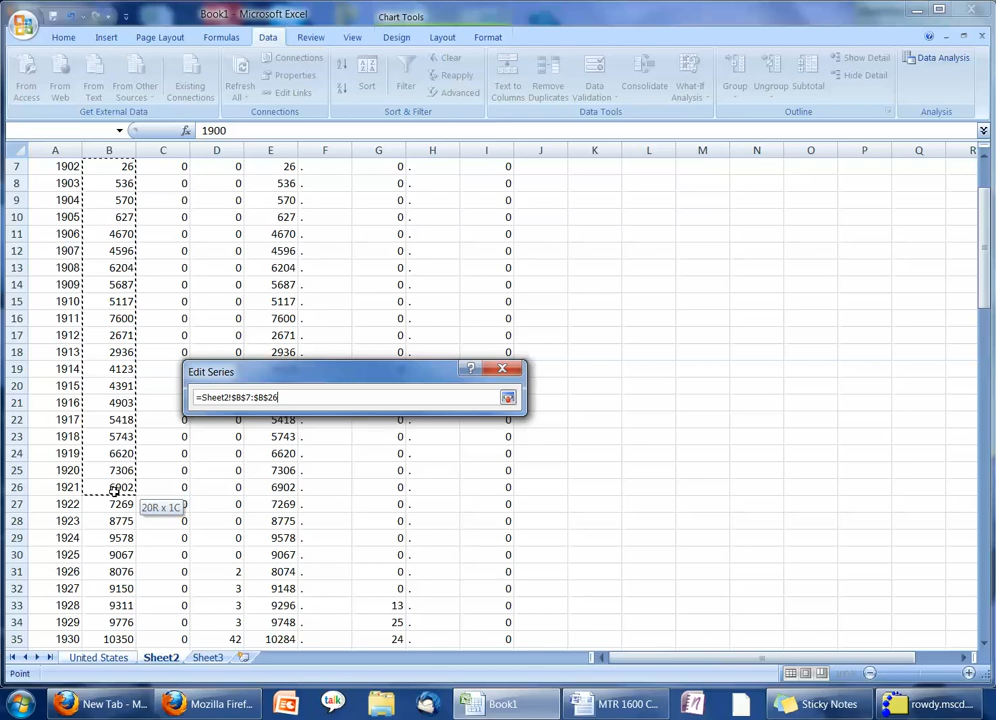 Book1 - Microsoft Excel
Chart Tools
Home Insert Page Layout Formulas Data Review View Design Layout Format
From Access
From Web
From Text
From Other Sources
Existing Connections
Get External Data
Refresh All
Connections
Properties
Edit Links
Connections
Sort
Filter
Clear
Reapply
Advanced
Sort & Filter
Text to Columns
Remove Duplicates
Data Validation
Consolidate
What-If Analysis
Data Tools
Group
Ungroup
Subtotal
Show Detail
Hide Detail
Outline
Data Analysis
Analysis
fx 1900
A B C D E F G H I J K L M N O P Q R
7 1902 26 0 0 26 . 0 . 0
8 1903 536 0 0 536 . 0 . 0
9 1904 570 0 0 570 . 0 . 0
10 1905 627 0 0 627 . 0 . 0
11 1906 4670 0 0 4670 . 0 . 0
12 1907 4596 0 0 4596 . 0 . 0
13 1908 6204 0 0 6204 . 0 . 0
14 1909 5687 0 0 5687 . 0 . 0
15 1910 5117 0 0 5117 . 0 . 0
16 1911 7600 0 0 7600 . 0 . 0
17 1912 2671 0 0 2671 . 0 . 0
18 1913 2936 0 0 2936 . 0 . 0
19 1914 4123
20 1915 4391
21 1916 4903
22 1917 5418 5418
Edit Series
=Sheet2!$B$7:$B$26
23 1918 5743 0 0 5743 . 0 . 0
24 1919 6620 0 0 6620 . 0 . 0
25 1920 7306 0 0 7306 . 0 . 0
26 1921 6902 0 0 6902 . 0 . 0
20R x 1C
27 1922 7269 0 7269 . 0 . 0
28 1923 8775 0 0 8775 . 0 . 0
29 1924 9578 0 0 9578 . 0 . 0
30 1925 9067 0 0 9067 . 0 . 0
31 1926 8076 0 2 8074 . 0 . 0
32 1927 9150 0 3 9148 . 0 . 0
33 1928 9311 0 3 9296 13 . 0
34 1929 9776 0 3 9748 25 . 0
35 1930 10350 0 42 10284 24 . 0
United States Sheet2 Sheet3
Point
New Tab - M... Mozilla Firef... talk Book1 MTR 1600 C... Sticky Notes rowdy.mscd...